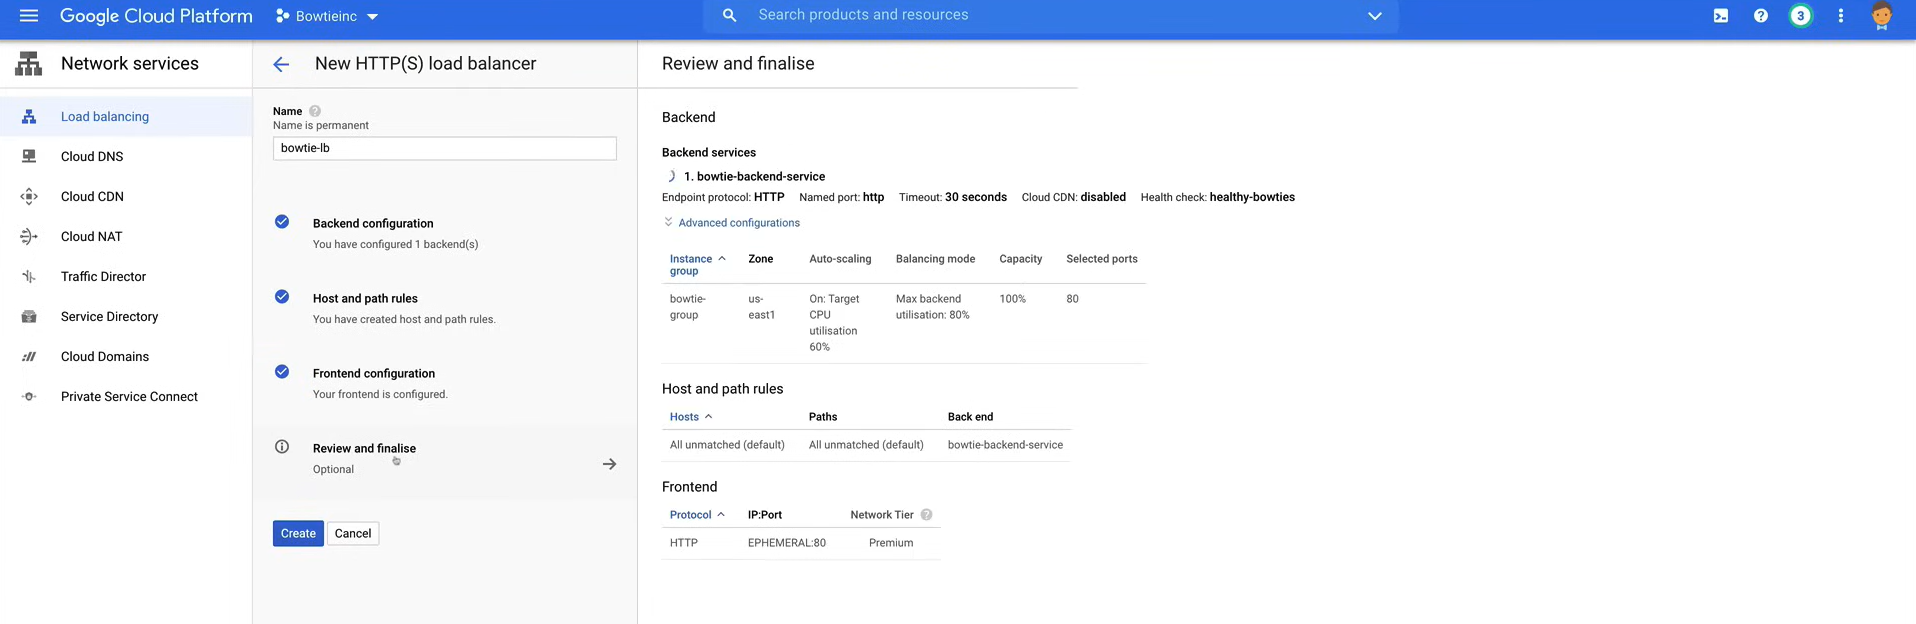 Google Cloud Platform
Bowtieinc
Search products and resources
3
Network services
Load balancing
Cloud DNS
Cloud CDN
Cloud NAT
Traffic Director
Service Directory
Cloud Domains
Private Service Connect
New HTTP(S) load balancer
Name ?
Name is permanent
bowtie-lb
Backend configuration
You have configured 1 backend(s)
Host and path rules
You have created host and path rules.
Frontend configuration
Your frontend is configured.
Review and finalise
Optional
Create Cancel
Review and finalise
Backend
Backend services
1. bowtie-backend-service
Endpoint protocol: HTTP Named port: http Timeout: 30 seconds Cloud CDN: disabled Health check: healthy-bowties
Advanced configurations
Instance group Zone Auto-scaling Balancing mode Capacity Selected ports
bowtie-group us-east1 On: Target CPU utilisation 60% Max backend utilisation: 80% 100% 80
Host and path rules
Hosts Paths Back end
All unmatched (default) All unmatched (default) bowtie-backend-service
Frontend
Protocol IP:Port Network Tier ?
HTTP EPHEMERAL:80 Premium